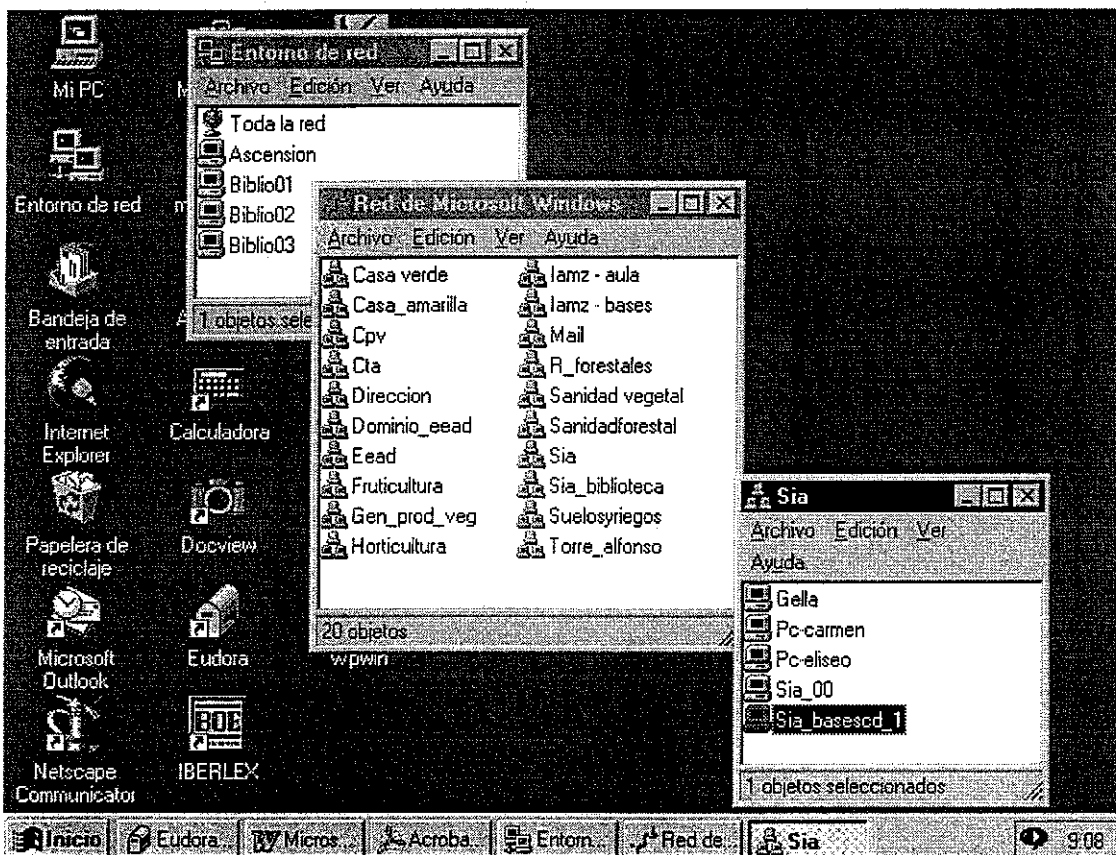 Mi PC
Entorno de red
Bandeja de
entrada
Internet
Explorer
Papelera de
reciclaje
Microsoft
Outlook
Netscape
Communicator
Calculadora
Docview
Eudora
IBERLEX
wpwin
Entorno de red
Archivo Edición Ver Ayuda
Toda la red
Ascension
Biblio01
Biblio02
Biblio03
1 objetos sele
Red de Microsoft Windows
Archivo Edición Ver Ayuda
Casa verde
Casa_amarilla
Cpv
Cta
Direccion
Dominio_eead
Eead
Fruticultura
Gen_prod_veg
Horticultura
Iamz - aula
Iamz - bases
Mail
R_forestales
Sanidad vegetal
Sanidadforestal
Sia
Sia_biblioteca
Suelosyriegos
Torre_alfonso
20 objetos
Sia
Archivo Edición Ver
Ayuda
Gella
Pc-carmen
Pc-eliseo
Sia_00
Sia_basescd_1
1 objetos seleccionados
Inicio Eudora... Micros... Acroba... Entorn... Red de... Sia 9:08